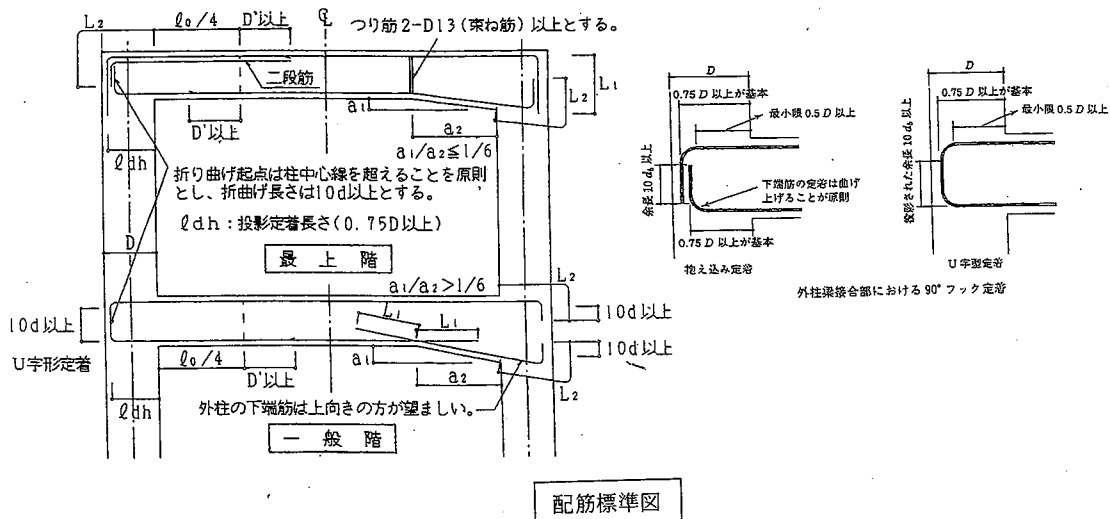 L₂
ℓ₀/4
D'以上
℄
つり筋2-D13(束ね筋)以上とする。
二段筋
L₁
L₂
a₁
D'以上
a₂
a₁/a₂≦1/6
ℓdh
折り曲げ起点は柱中心線を超えることを原則
とし、折曲げ長さは10d以上とする。
ℓdh:投影定着長さ(0.75D以上)
D
最上階
a₁/a₂>1/6
L₂
10d以上
U字形定着
L₁
L₁
10d以上
10d以上
ℓ₀/4
a₁
D'以上
a₂
L₂
ℓdh
外柱の下端筋は上向きの方が望ましい。
一般階
D
0.75D以上が基本
最小限0.5D以上
余長10db以上
下端筋の定着は曲げ
上げることが原則
0.75D以上が基本
抱え込み定着
D
0.75D以上が基本
最小限0.5D以上
投影された余長10db以上
U字型定着
外柱梁接合部における90°フック定着
配筋標準図